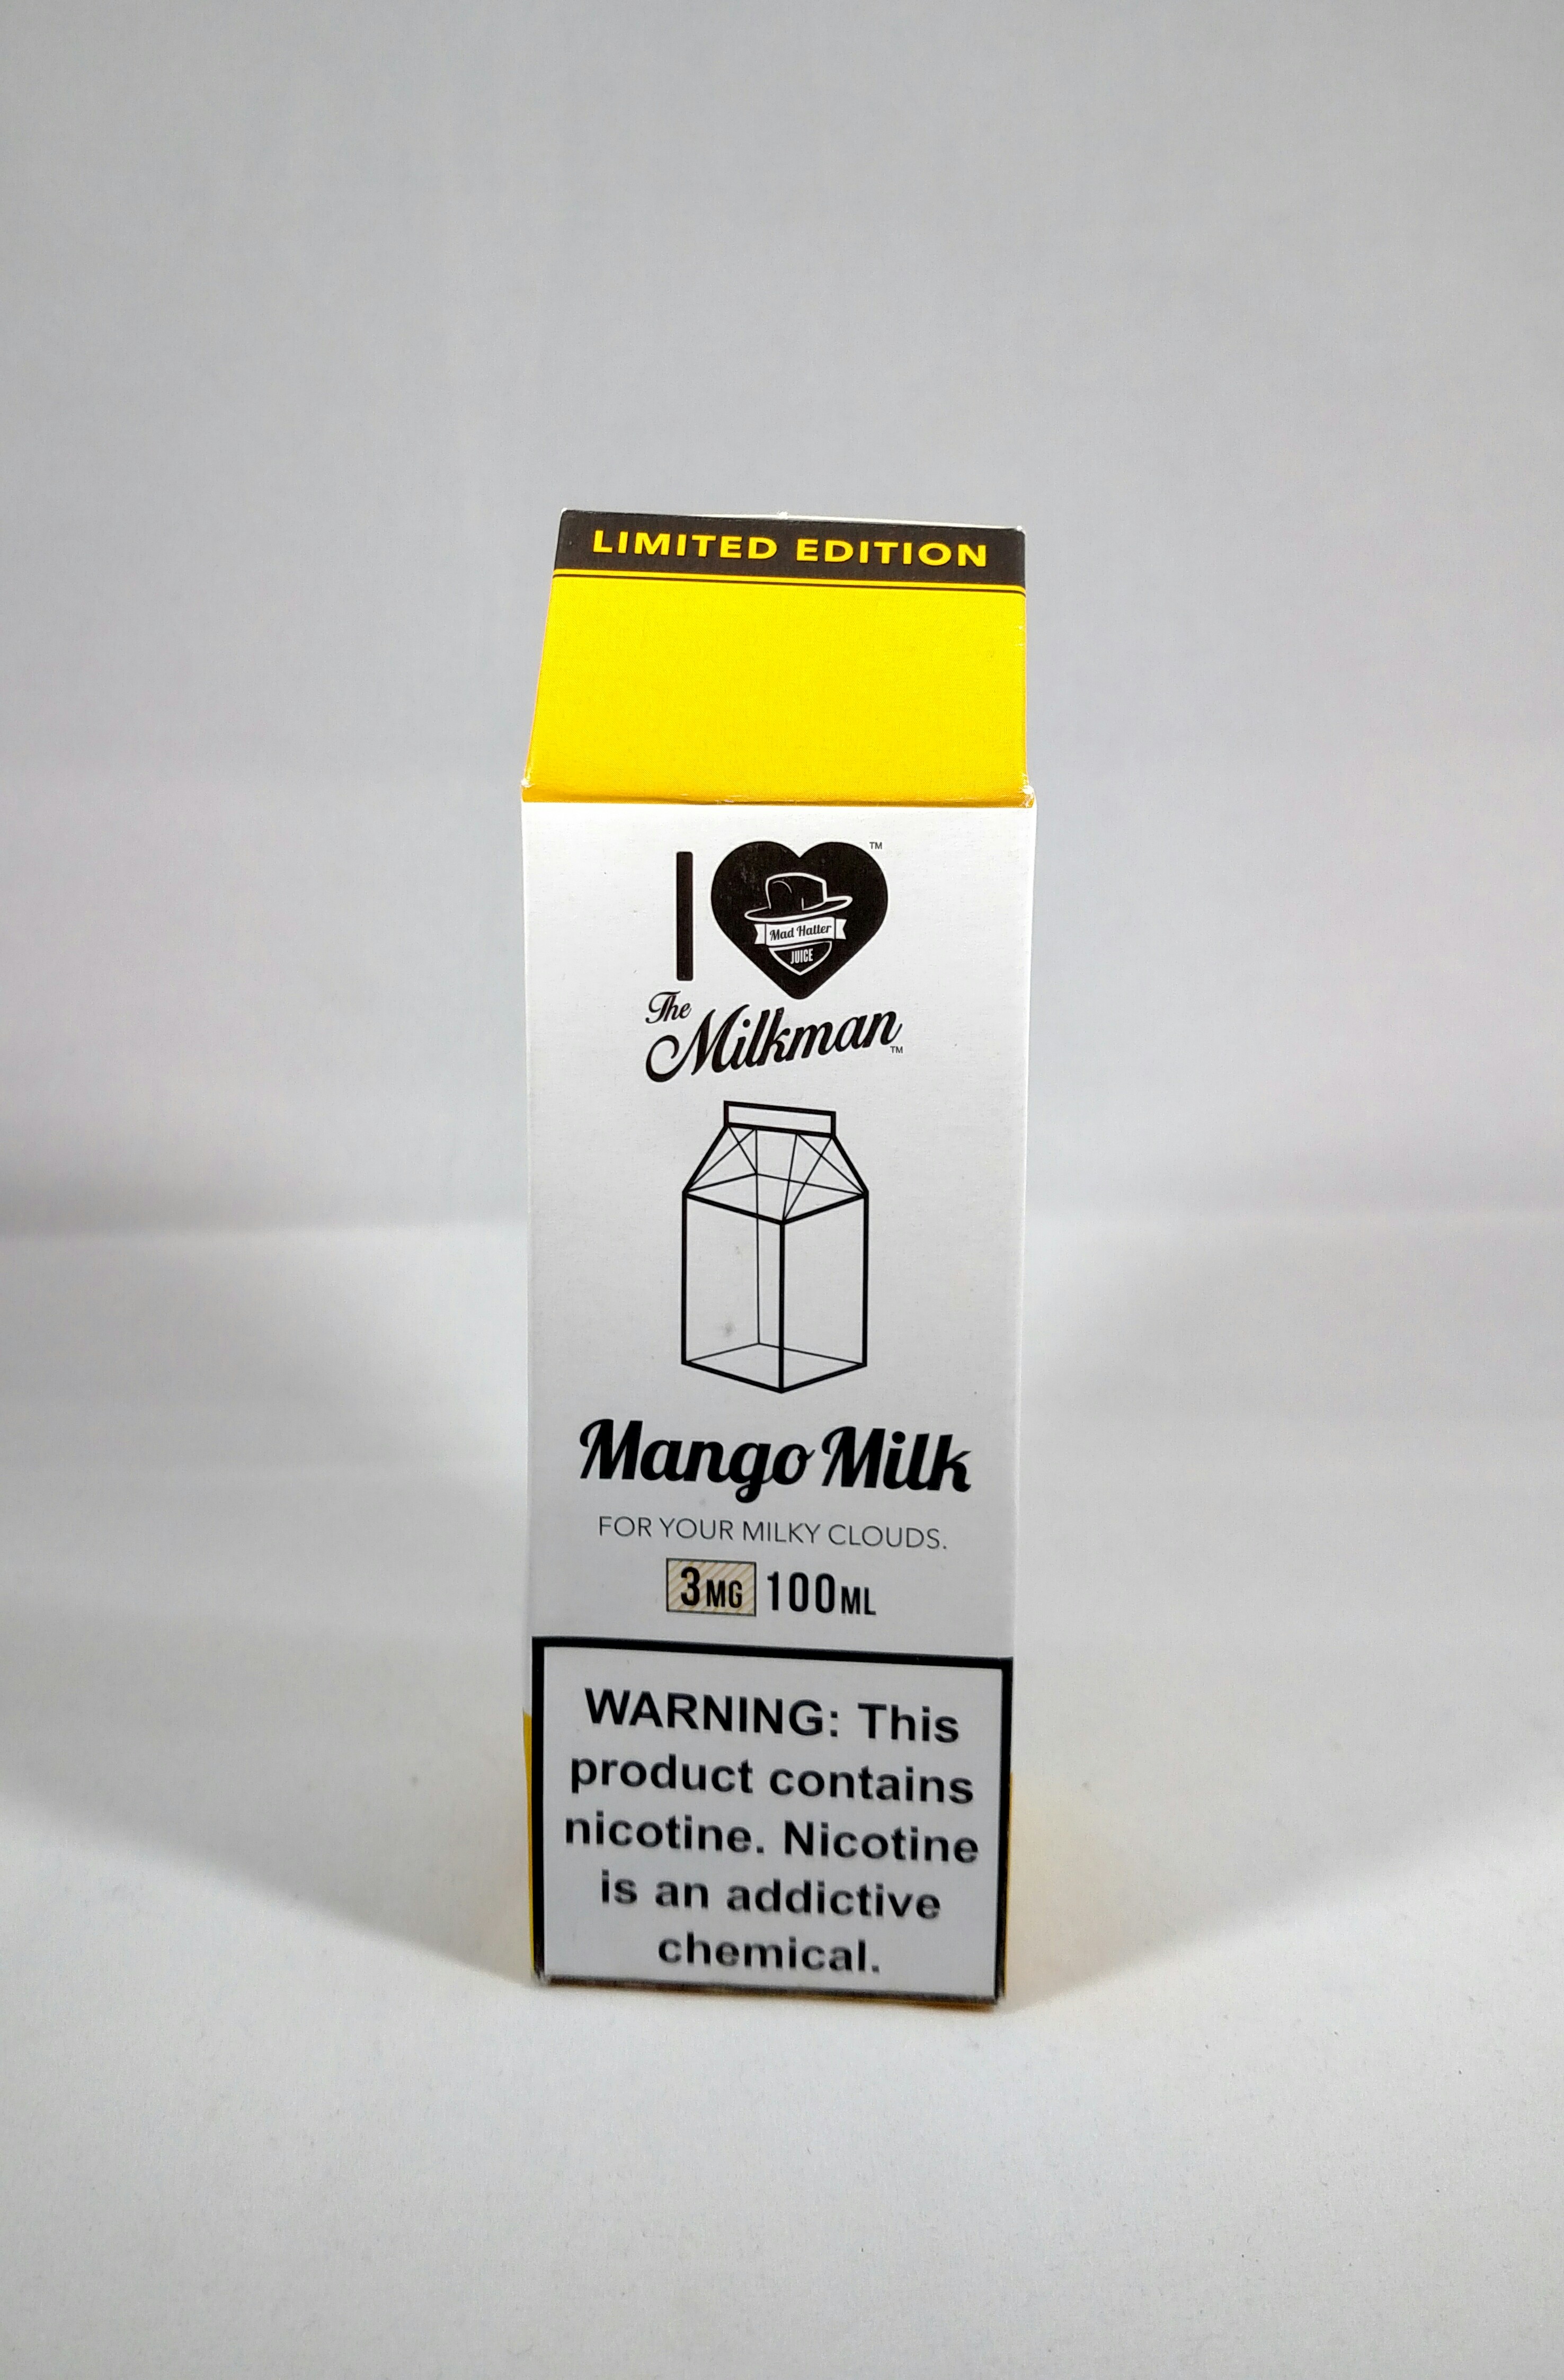 LIMITED EDITION
I
TM
Mad Hatter
JUICE
The
Milkman
TM
Mango Milk
FOR YOUR MILKY CLOUDS.
3MG 100ML
WARNING: This
product contains
nicotine. Nicotine
is an addictive
chemical.